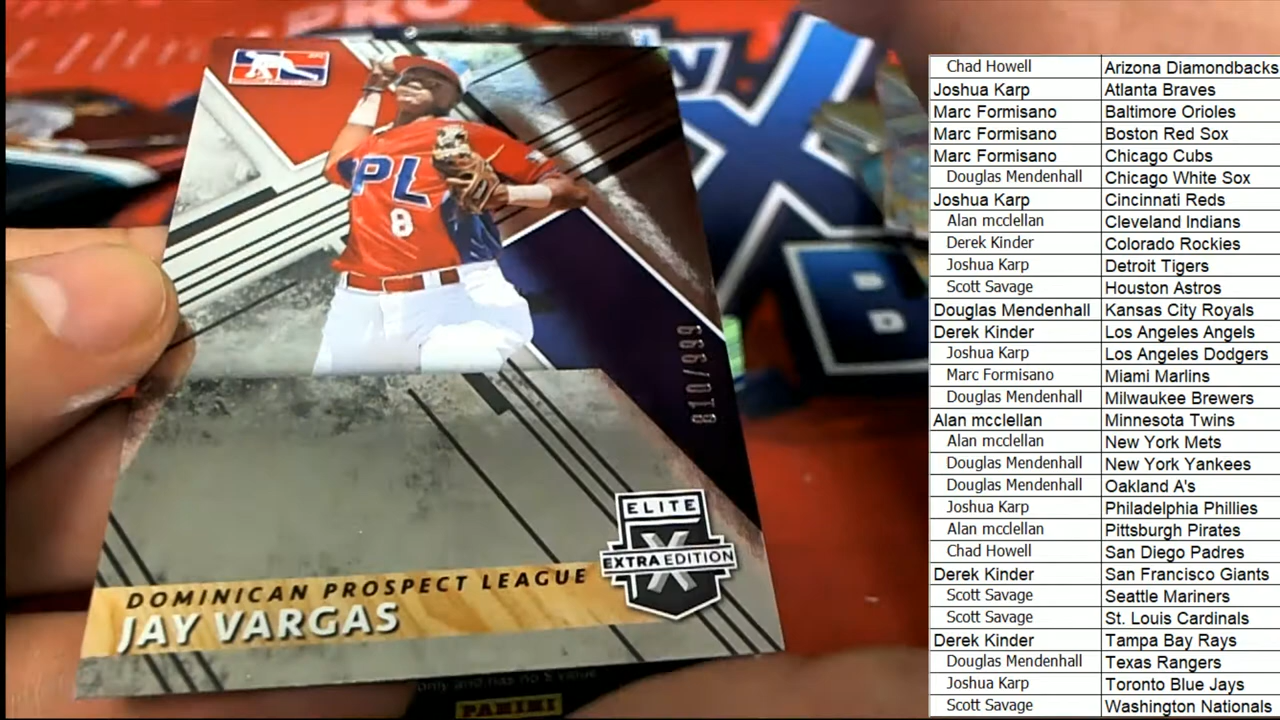 PL
8
810/999
ELITE
X
EXTRA EDITION
DOMINICAN PROSPECT LEAGUE
JAY VARGAS
only and has no $ value
PANINI
Chad Howell Arizona Diamondbacks
Joshua Karp Atlanta Braves
Marc Formisano Baltimore Orioles
Marc Formisano Boston Red Sox
Marc Formisano Chicago Cubs
Douglas Mendenhall Chicago White Sox
Joshua Karp Cincinnati Reds
Alan mcclellan Cleveland Indians
Derek Kinder Colorado Rockies
Joshua Karp Detroit Tigers
Scott Savage Houston Astros
Douglas Mendenhall Kansas City Royals
Derek Kinder Los Angeles Angels
Joshua Karp Los Angeles Dodgers
Marc Formisano Miami Marlins
Douglas Mendenhall Milwaukee Brewers
Alan mcclellan Minnesota Twins
Alan mcclellan New York Mets
Douglas Mendenhall New York Yankees
Douglas Mendenhall Oakland A's
Joshua Karp Philadelphia Phillies
Alan mcclellan Pittsburgh Pirates
Chad Howell San Diego Padres
Derek Kinder San Francisco Giants
Scott Savage Seattle Mariners
Scott Savage St. Louis Cardinals
Derek Kinder Tampa Bay Rays
Douglas Mendenhall Texas Rangers
Joshua Karp Toronto Blue Jays
Scott Savage Washington Nationals